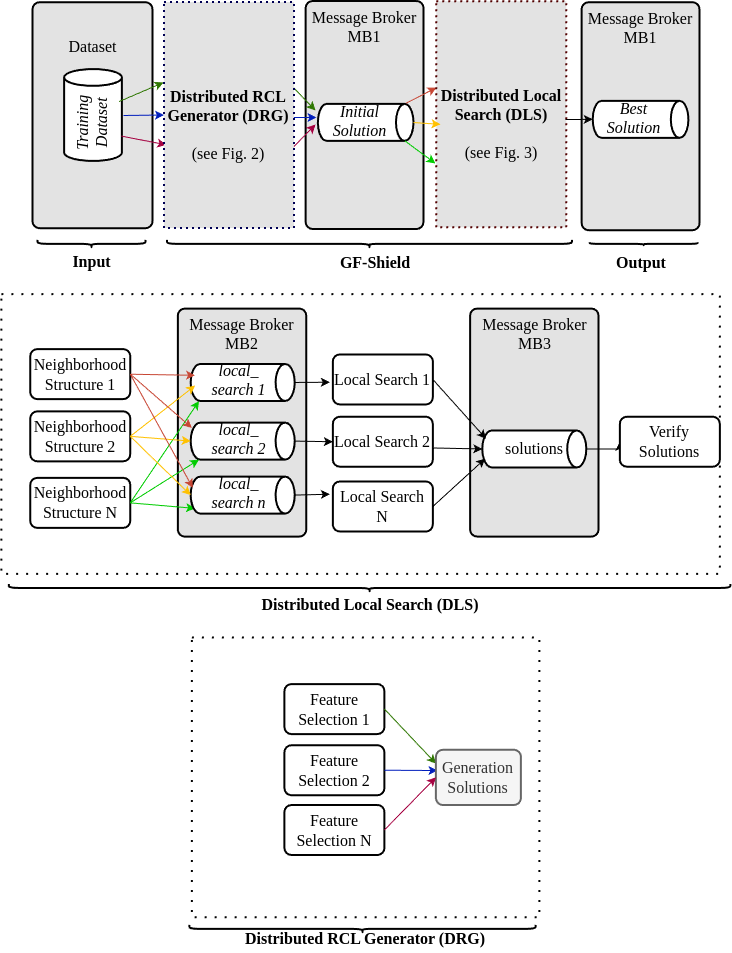 Dataset
Training
Dataset
Distributed RCL
Generator (DRG)
(see Fig. 2)
Message Broker
MB1
Initial
Solution
Distributed Local
Search (DLS)
(see Fig. 3)
Message Broker
MB1
Best
Solution
Input
GF-Shield
Output
Neighborhood
Structure 1
Neighborhood
Structure 2
Neighborhood
Structure N
Message Broker
MB2
local_
search 1
local_
search 2
local_
search n
Local Search 1
Local Search 2
Local Search
N
Message Broker
MB3
solutions
Verify
Solutions
Distributed Local Search (DLS)
Feature
Selection 1
Feature
Selection 2
Feature
Selection N
Generation
Solutions
Distributed RCL Generator (DRG)